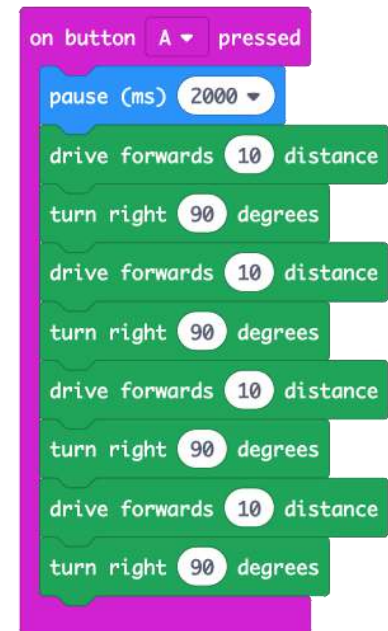 on button A pressed
pause (ms) 2000
drive forwards 10 distance
turn right 90 degrees
drive forwards 10 distance
turn right 90 degrees
drive forwards 10 distance
turn right 90 degrees
drive forwards 10 distance
turn right 90 degrees